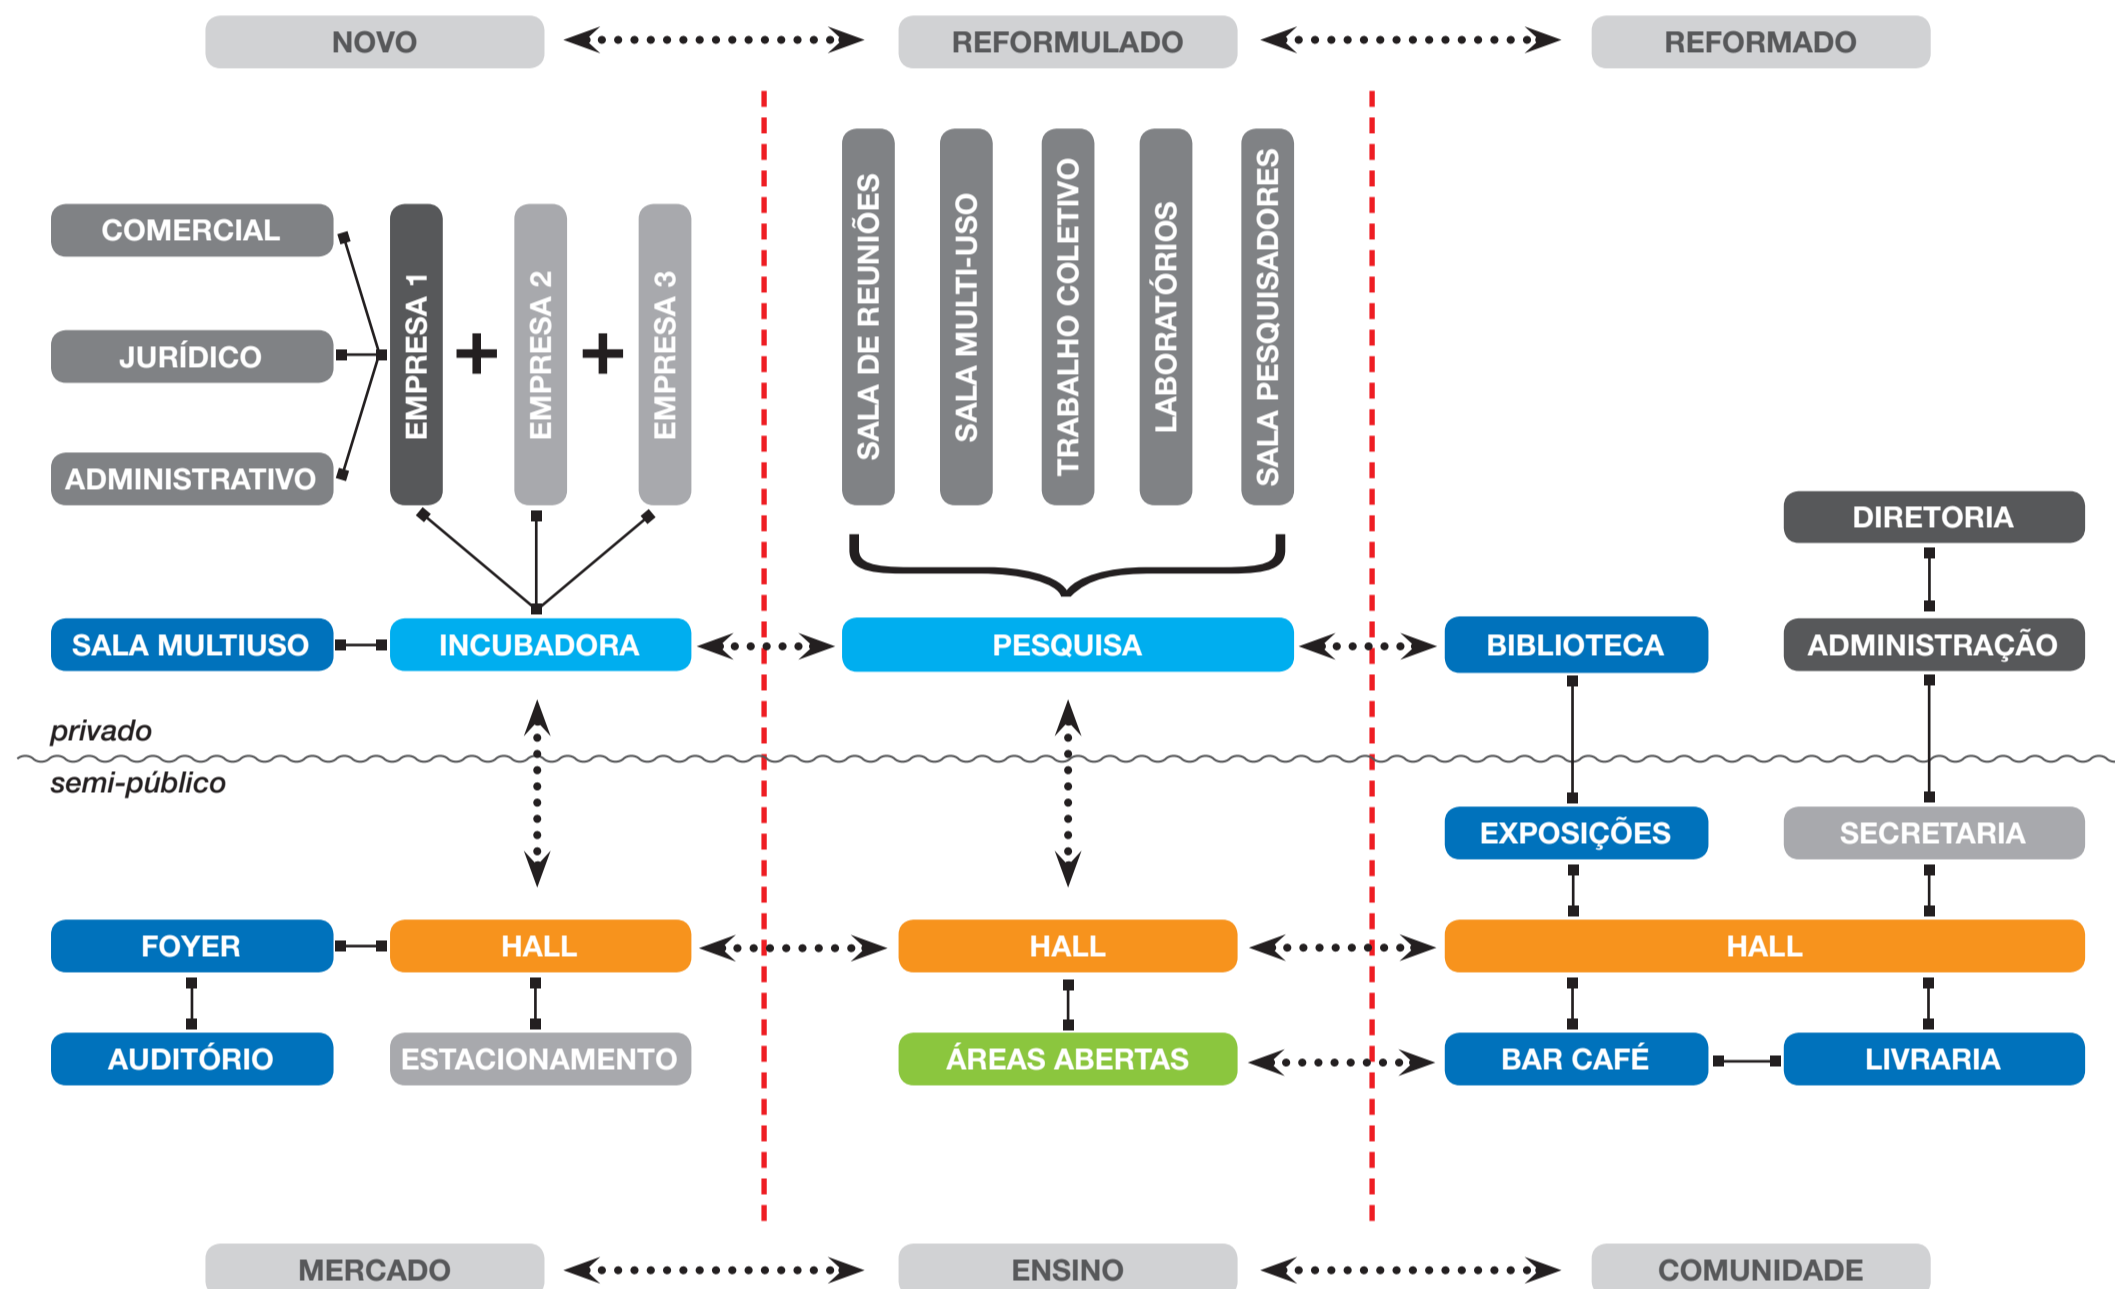 NOVO
REFORMULADO
REFORMADO
COMERCIAL
JURÍDICO
ADMINISTRATIVO
EMPRESA 1
+
EMPRESA 2
+
EMPRESA 3
SALA DE REUNIÕES
SALA MULTI-USO
TRABALHO COLETIVO
LABORATÓRIOS
SALA PESQUISADORES
DIRETORIA
SALA MULTIUSO
INCUBADORA
PESQUISA
BIBLIOTECA
ADMINISTRAÇÃO
privado
semi-público
EXPOSIÇÕES
SECRETARIA
FOYER
HALL
HALL
HALL
AUDITÓRIO
ESTACIONAMENTO
ÁREAS ABERTAS
BAR CAFÉ
LIVRARIA
MERCADO
ENSINO
COMUNIDADE